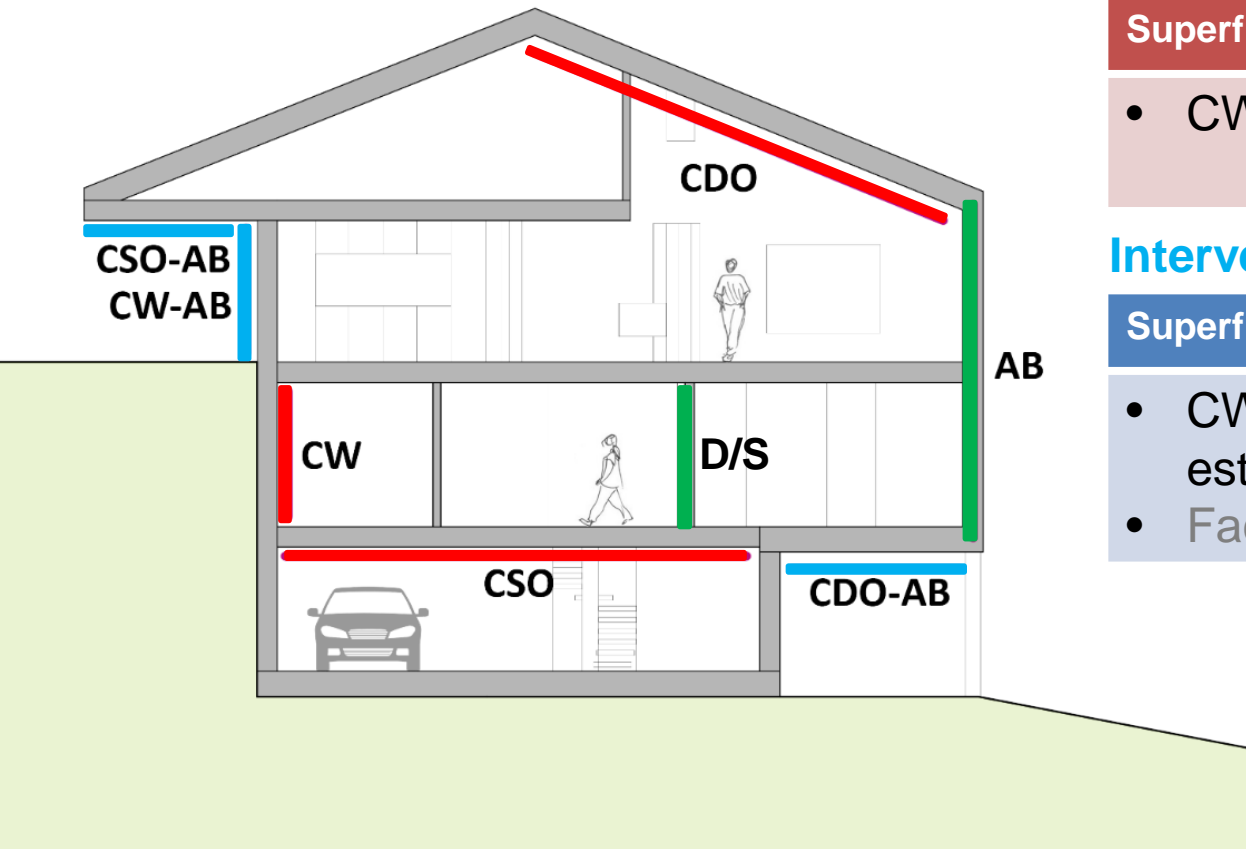 CDO
CSO-AB
CW-AB
AB
CW
D/S
CSO
CDO-AB
Superf
• CW
Interve
Superf
• CW
est
• Fac